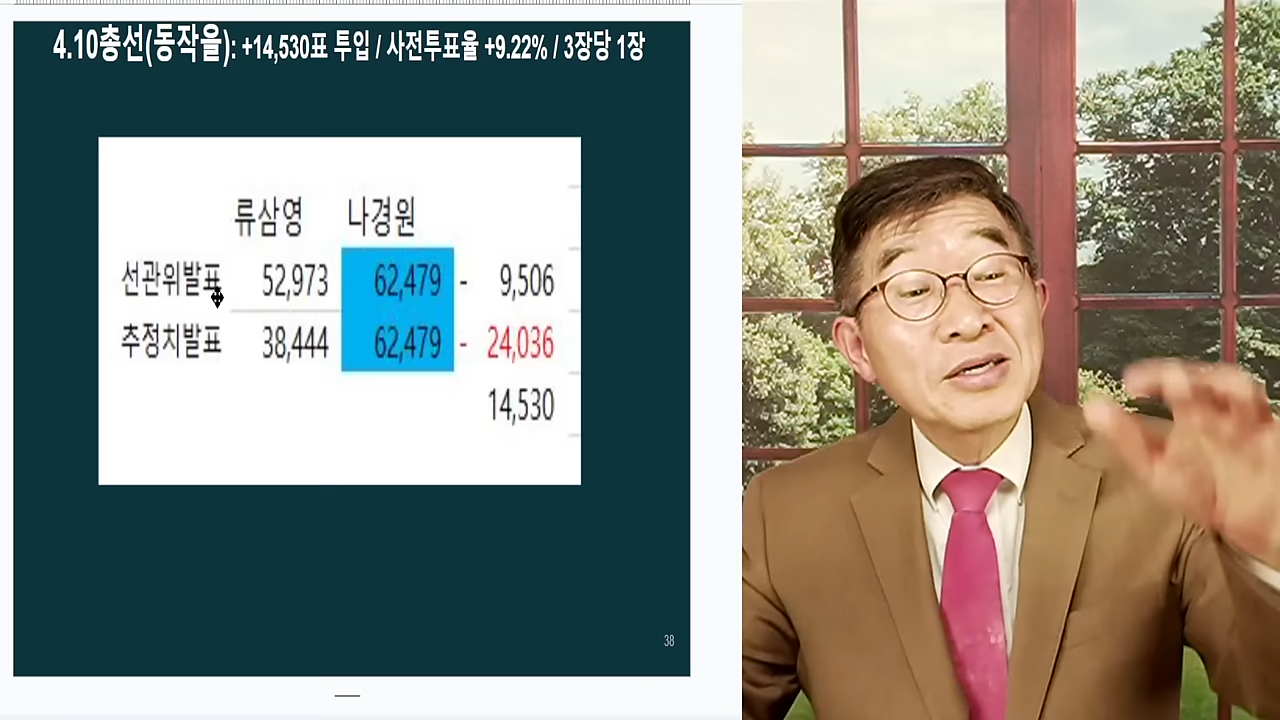 4.10총선(동작을): +14,530표 투입 / 사전투표율 +9.22% / 3장당 1장
류삼영 나경원
선관위발표 52,973 62,479 - 9,506
추정치발표 38,444 62,479 - 24,036
14,530
38